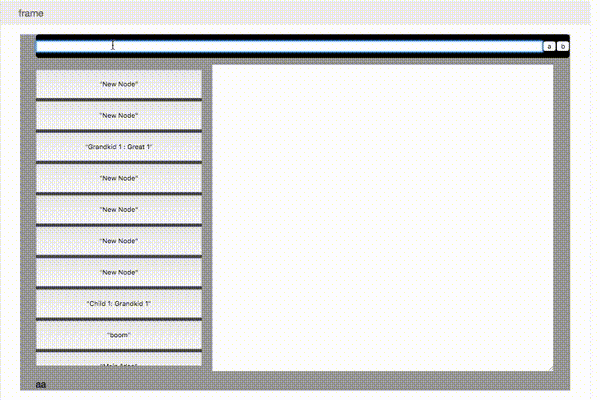 frame
a b
"New Node"
"New Node"
"Grandkid 1 : Great 1"
"New Node"
"New Node"
"New Node"
"New Node"
"Child 1: Grandkid 1"
"boom"
aa